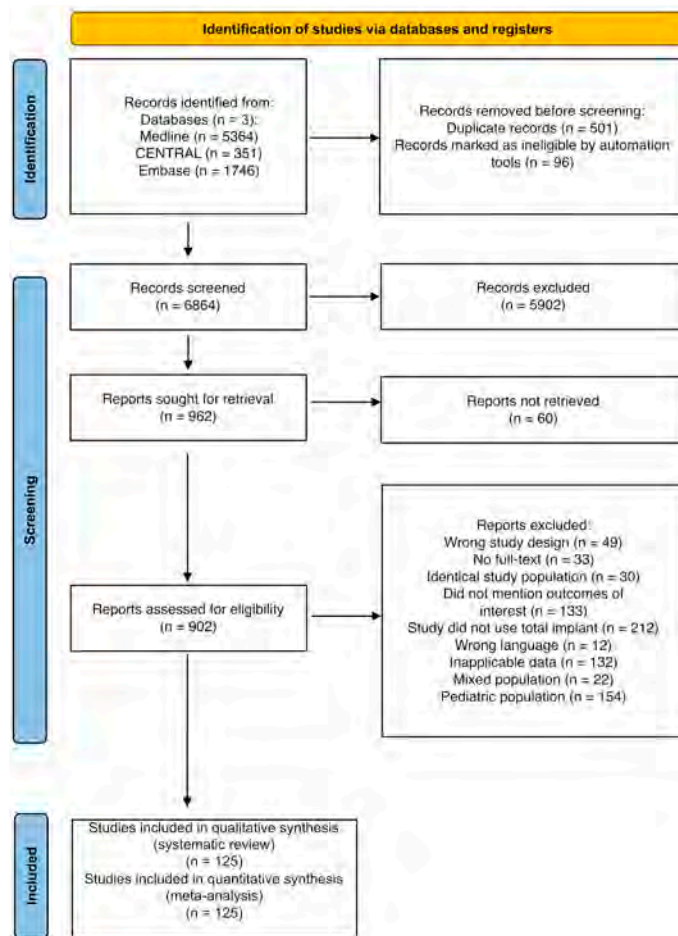 Identification of studies via databases and registers
Identification
Records identified from:
Databases (n = 3):
Medline = 5364)
CENTRAL (n = 351)
Embase (n = 1746)
Records removed before screening:
Duplicate records (n = 501)
Records marked as ineligible by automation
tools (n = 96)
Screening
Records screened
(n = 6864)
Records excluded
(n = 5902)
Reports sought for retrieval
(n = 962)
Reports not retrieved
(n = 60)
Reports assessed for eligibility
(n = 902)
Reports excluded:
Wrong study design (n = 49)
No full-text (n = 33)
Identical study population (n = 30)
Did not mention outcomes of
interest (n = 133)
Study did not use total implant (n = 212)
Wrong language (n = 12)
Inapplicable data (n = 132)
Mixed population (n = 22)
Pediatric population (n = 154)
Included
Studies included in qualitative synthesis
(systematic review)
(n = 125)
Studies included in quantitative synthesis
(meta-analysis)
(n = 125)